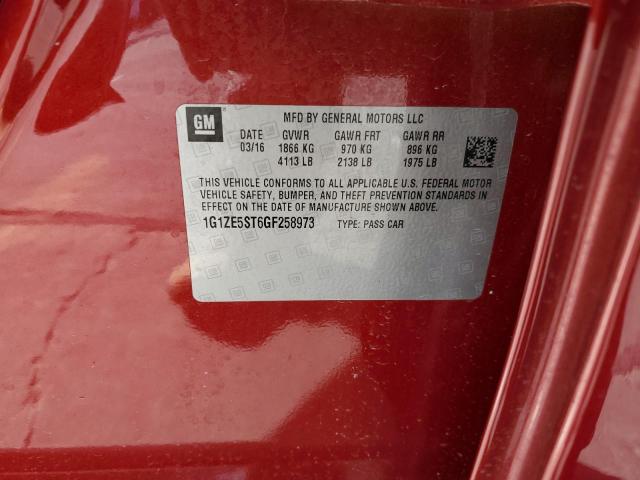 GM
MFD BY GENERAL MOTORS LLC
DATE GVWR GAWR FRT GAWR RR
03/16 1866 KG 970 KG 896 KG
4113 LB 2138 LB 1975 LB
THIS VEHICLE CONFORMS TO ALL APPLICABLE U.S. FEDERAL MOTOR
VEHICLE SAFETY, BUMPER, AND THEFT PREVENTION STANDARDS IN
EFFECT ON THE DATE OF MANUFACTURE SHOWN ABOVE.
1G1ZE5ST6GF258973 TYPE: PASS CAR